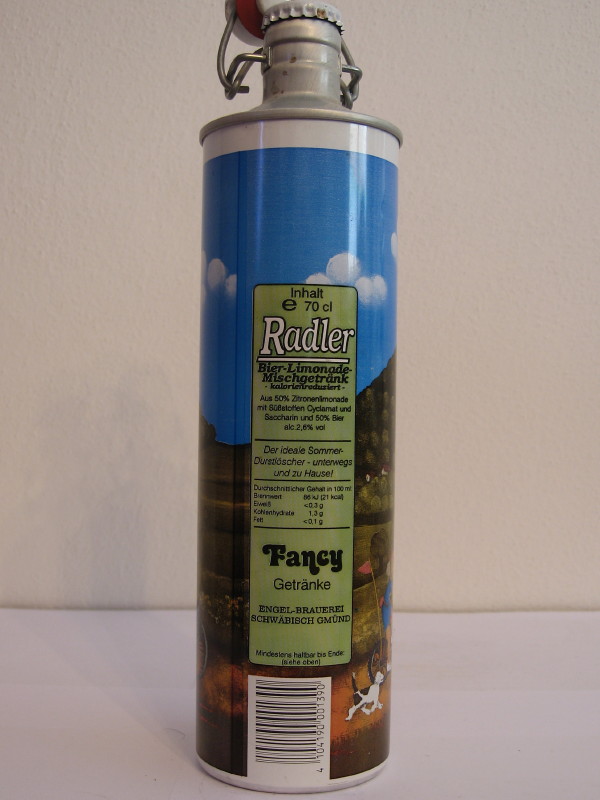 Inhalt
e 70 cl
Radler
Bier-Limonade-
Mischgetränk
- kalorienreduziert -
Aus 50% Zitronenlimonade
mit Süßstoffen Cyclamat und
Saccharin und 50% Bier
alc.2,6% vol
Der ideale Sommer-
Durstlöscher - unterwegs
und zu Hause!
Durchschnittlicher Gehalt in 100 ml
Brennwert 86 kJ (21 kcal)
Eiweiß <0,3 g
Kohlenhydrate 1,3 g
Fett <0,1 g
Fancy
Getränke
ENGEL-BRAUEREI
SCHWÄBISCH GMÜND
Mindestens haltbar bis Ende:
(siehe oben)
4 104190 001390